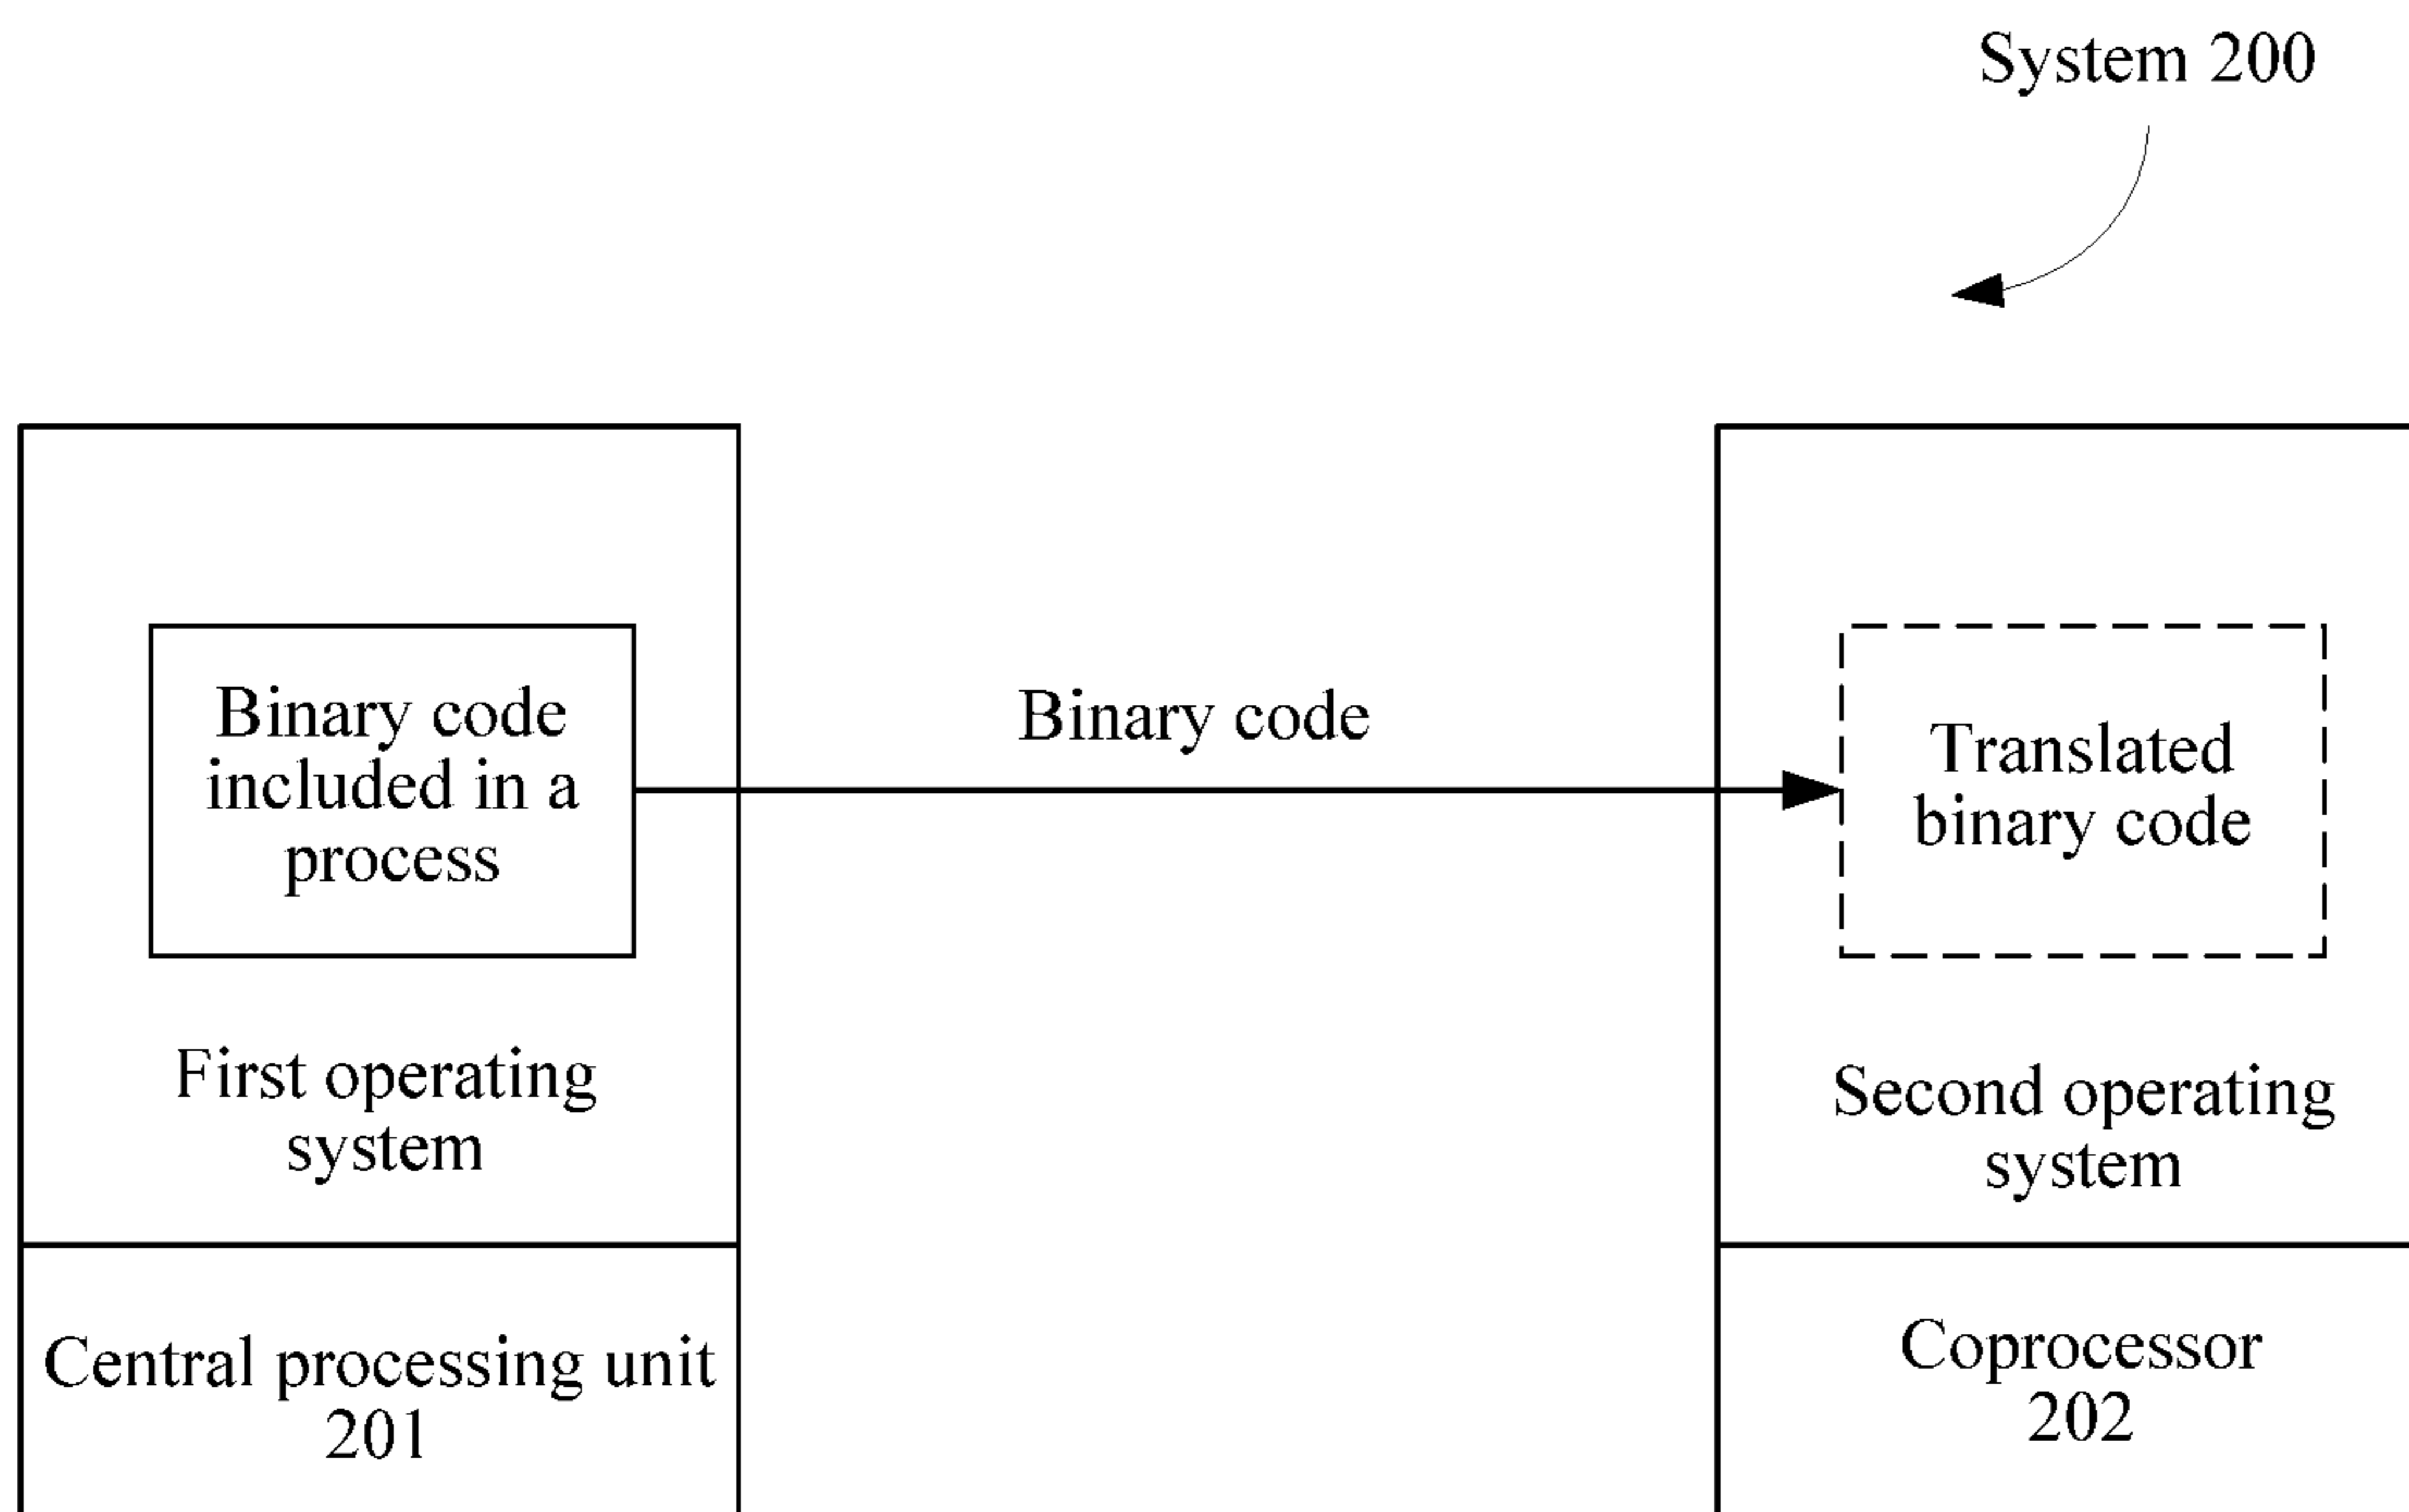 System 200
Binary code
included in a
process
Binary code
Translated
binary code
First operating
system
Second operating
system
Central processing unit
201
Coprocessor
202